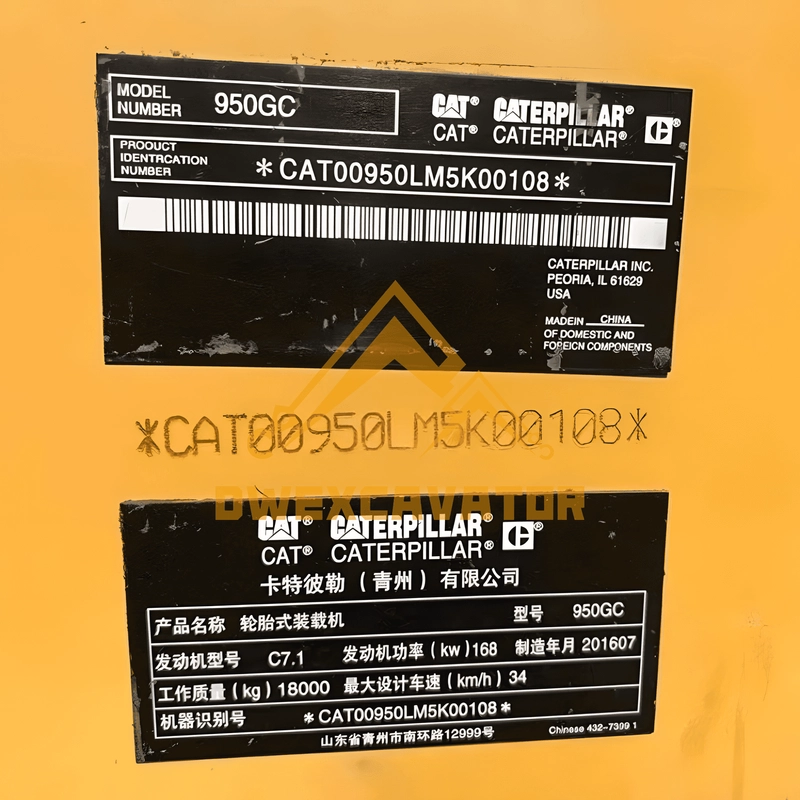 MODEL NUMBER 950GC
CAT® CATERPILLAR® C®
CAT® CATERPILLAR®
PROOUCT IDENTRCATION NUMBER *CAT00950LM5K00108*
CATERPILLAR INC.
PEORIA, IL 61629
USA
MADEIN CHINA
OF DOMESTIC AND
FOREICN COMPONENTS
*CAT00950LM5K00108*
DWEXCAVATOR
CAT® CATERPILLAR® C®
CAT® CATERPILLAR®
卡特彼勒(青州)有限公司
产品名称 轮胎式装载机 型号 950GC
发动机型号 C7.1 发动机功率(kw)168 制造年月 201607
工作质量(kg)18000 最大设计车速(km/h)34
机器识别号 *CAT00950LM5K00108*
山东省青州市南环路12999号
Chinese 432-7399 1